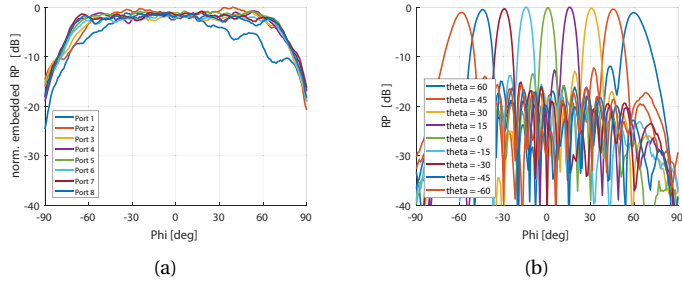 0
-10
-20
-30
-40
norm. embedded RP [dB]
Port 1
Port 2
Port 3
Port 4
Port 5
Port 6
Port 7
Port 8
-90
-60
-30
0
30
60
90
Phi [deg]
(a)
0
-10
-20
-30
-40
RP [dB]
theta = 60
theta = 45
theta = 30
theta = 15
theta = 0
theta = -15
theta = -30
theta = -45
theta = -60
-90
-60
-30
0
30
60
90
Phi [deg]
(b)